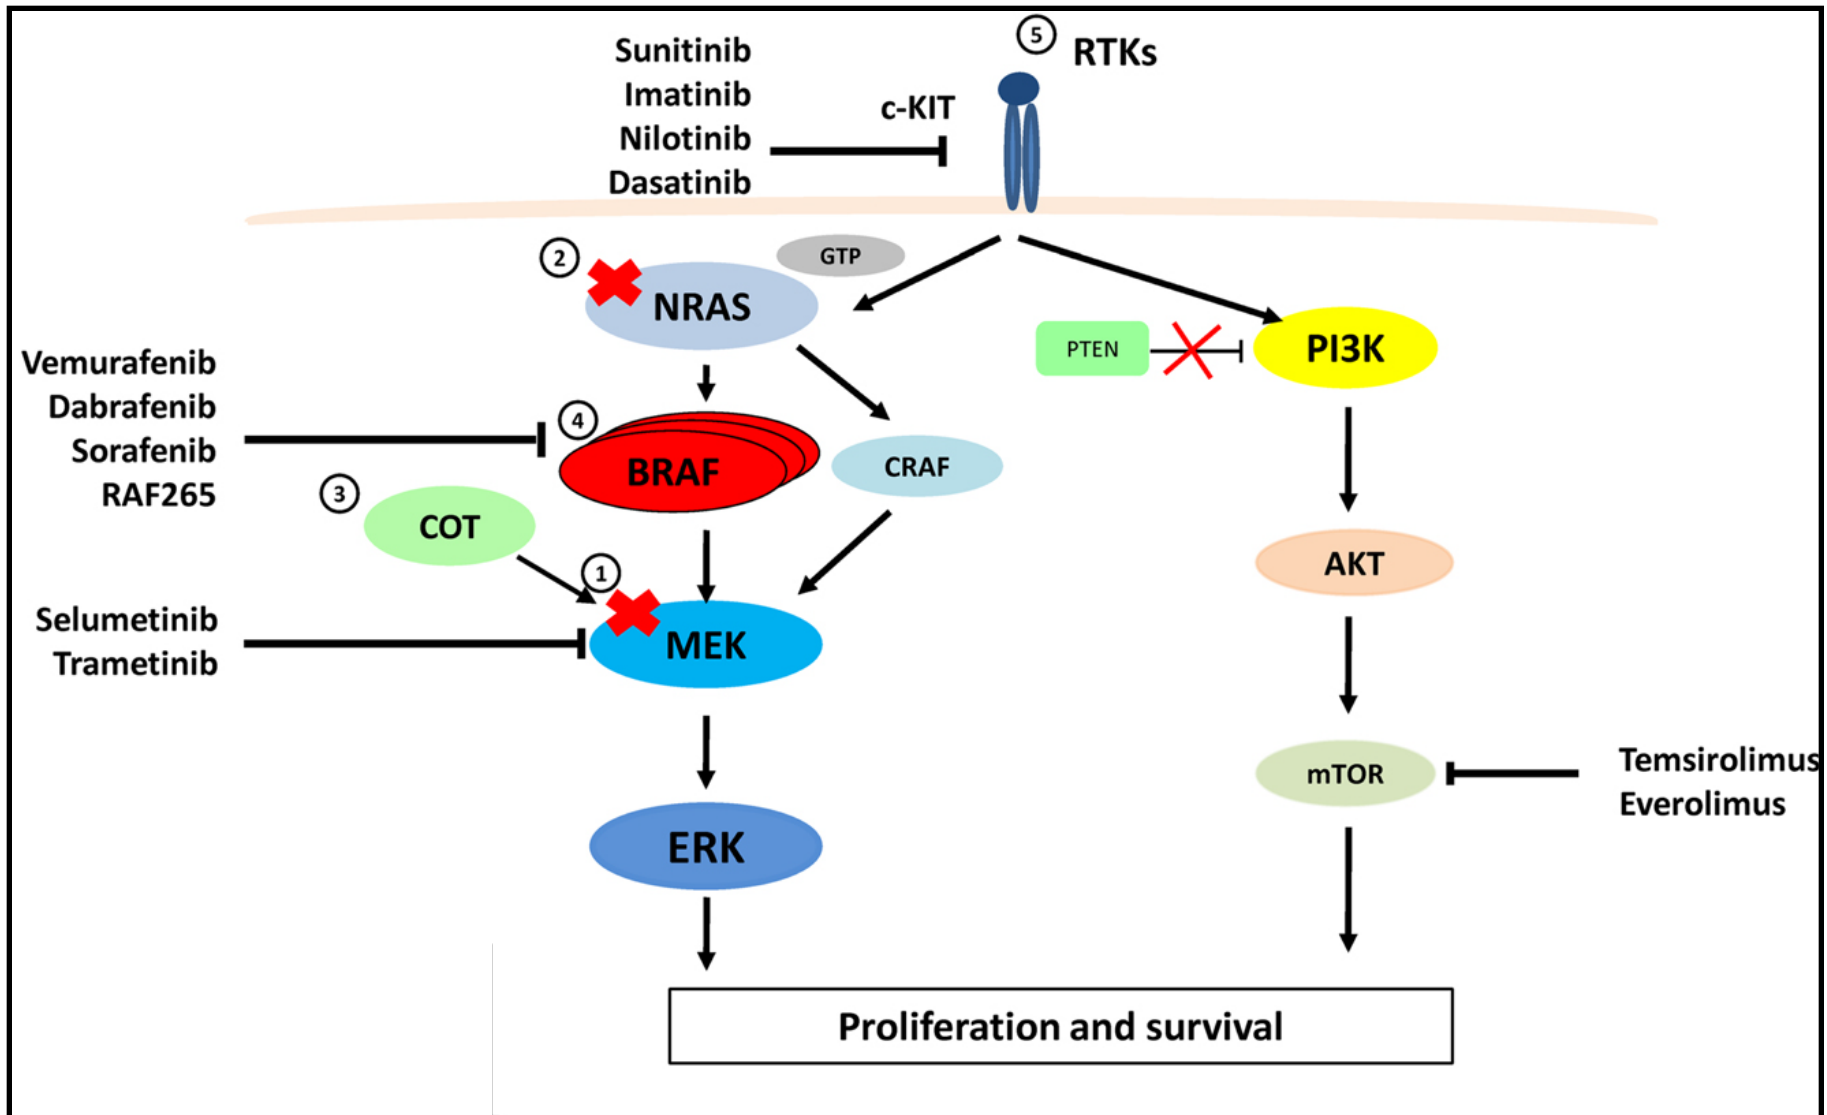 5
RTKs
Sunitinib
Imatinib
Nilotinib
Dasatinib
c-KIT
2
GTP
NRAS
PTEN
PI3K
Vemurafenib
Dabrafenib
Sorafenib
RAF265
4
BRAF
CRAF
3
COT
1
AKT
Selumetinib
Trametinib
MEK
mTOR
Temsirolimus
Everolimus
ERK
Proliferation and survival